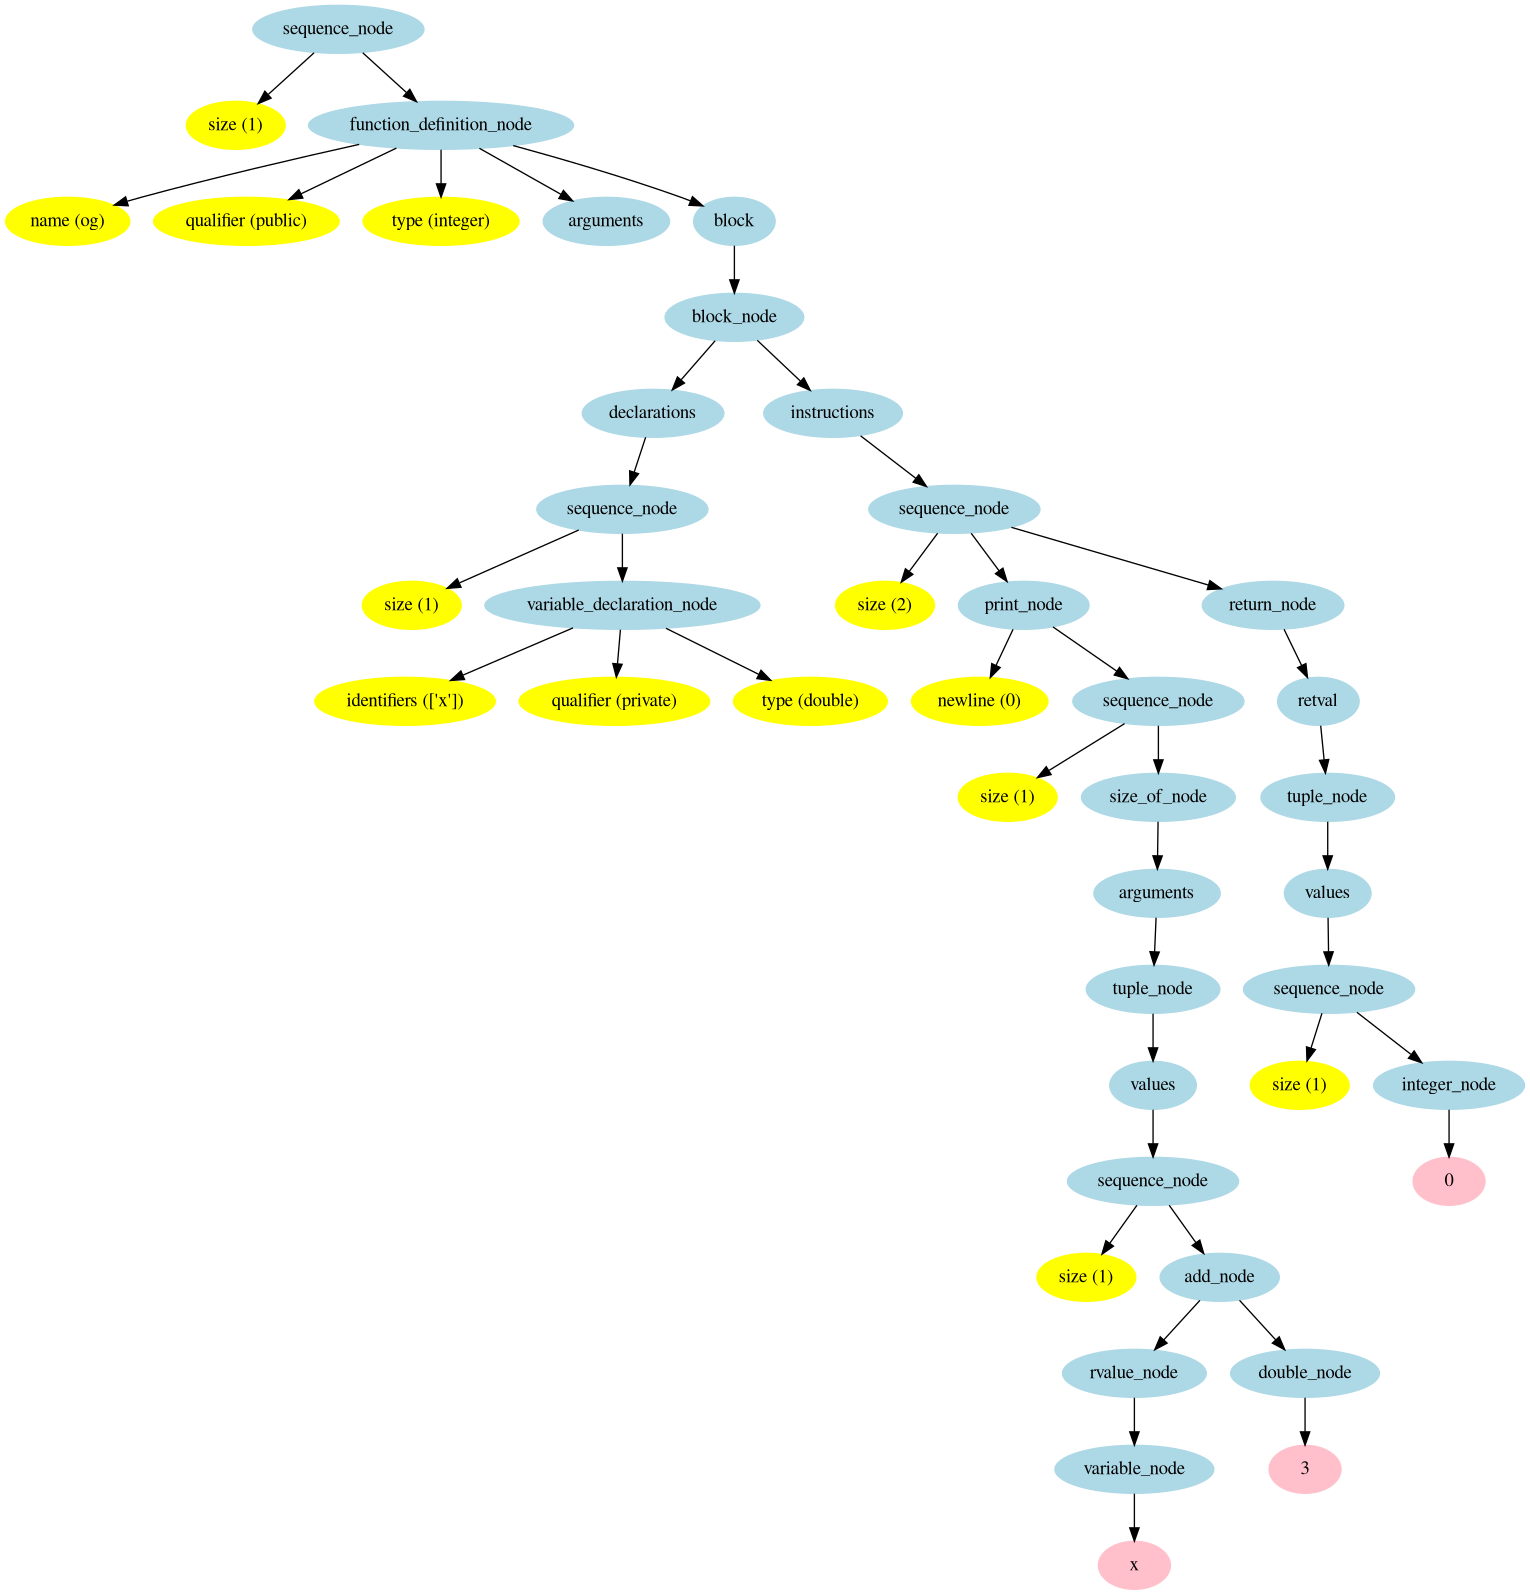 sequence_node
size (1)
function_definition_node
name (og)
qualifier (public)
type (integer)
arguments
block
block_node
declarations
instructions
sequence_node
sequence_node
size (1)
variable_declaration_node
size (2)
print_node
return_node
identifiers (['x'])
qualifier (private)
type (double)
newline (0)
sequence_node
retval
size (1)
size_of_node
tuple_node
arguments
values
tuple_node
sequence_node
values
size (1)
integer_node
sequence_node
0
size (1)
add_node
rvalue_node
double_node
variable_node
3
x